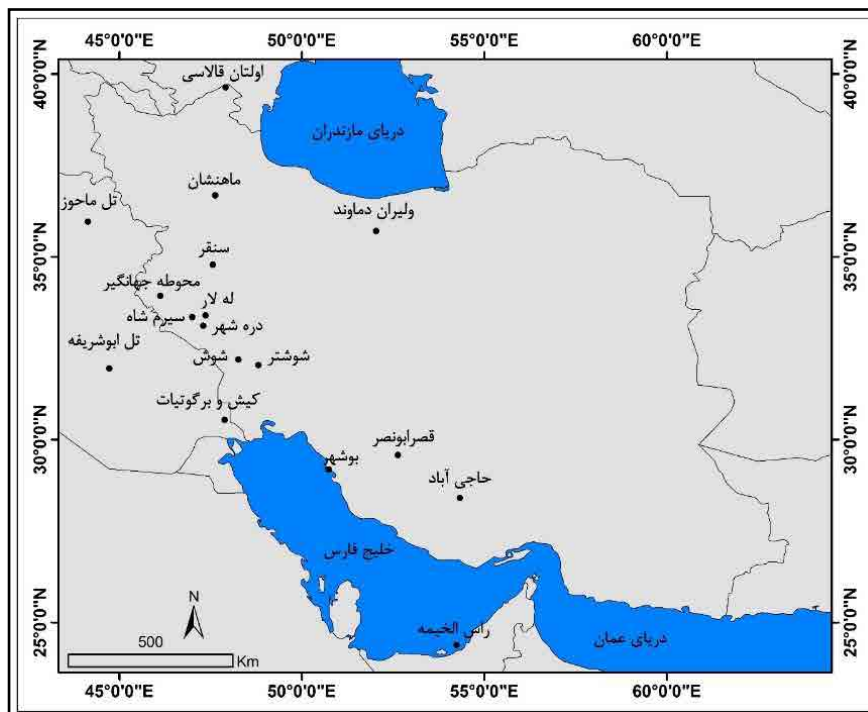 45°0'0"E 50°0'0"E 55°0'0"E 60°0'0"E
40°0'0"N
40°0'0"N
اولتان قالاسی
دریای مازندران
ماهنشان
تل ماحوز
ولیران دماوند
35°0'0"N
35°0'0"N
سنقر
محوطه جهانگیر
له لار
سیرم شاه
دره شهر
تل ابوشریفه
شوش
شوشتر
کیش و برگوتیات
30°0'0"N
30°0'0"N
قصرابونصر
بوشهر
حاجی آباد
خلیج فارس
25°0'0"N
25°0'0"N
راس الخیمه
دریای عمان
N
500
Km
45°0'0"E 50°0'0"E 55°0'0"E 60°0'0"E